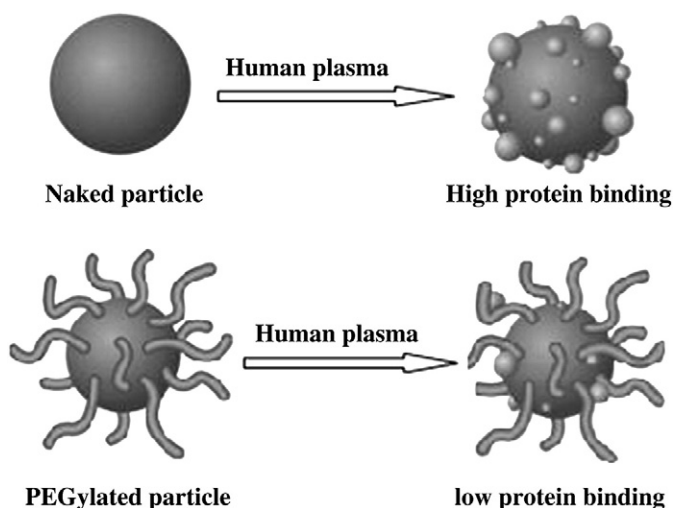 Human plasma
Naked particle
High protein binding
Human plasma
PEGylated particle
low protein binding